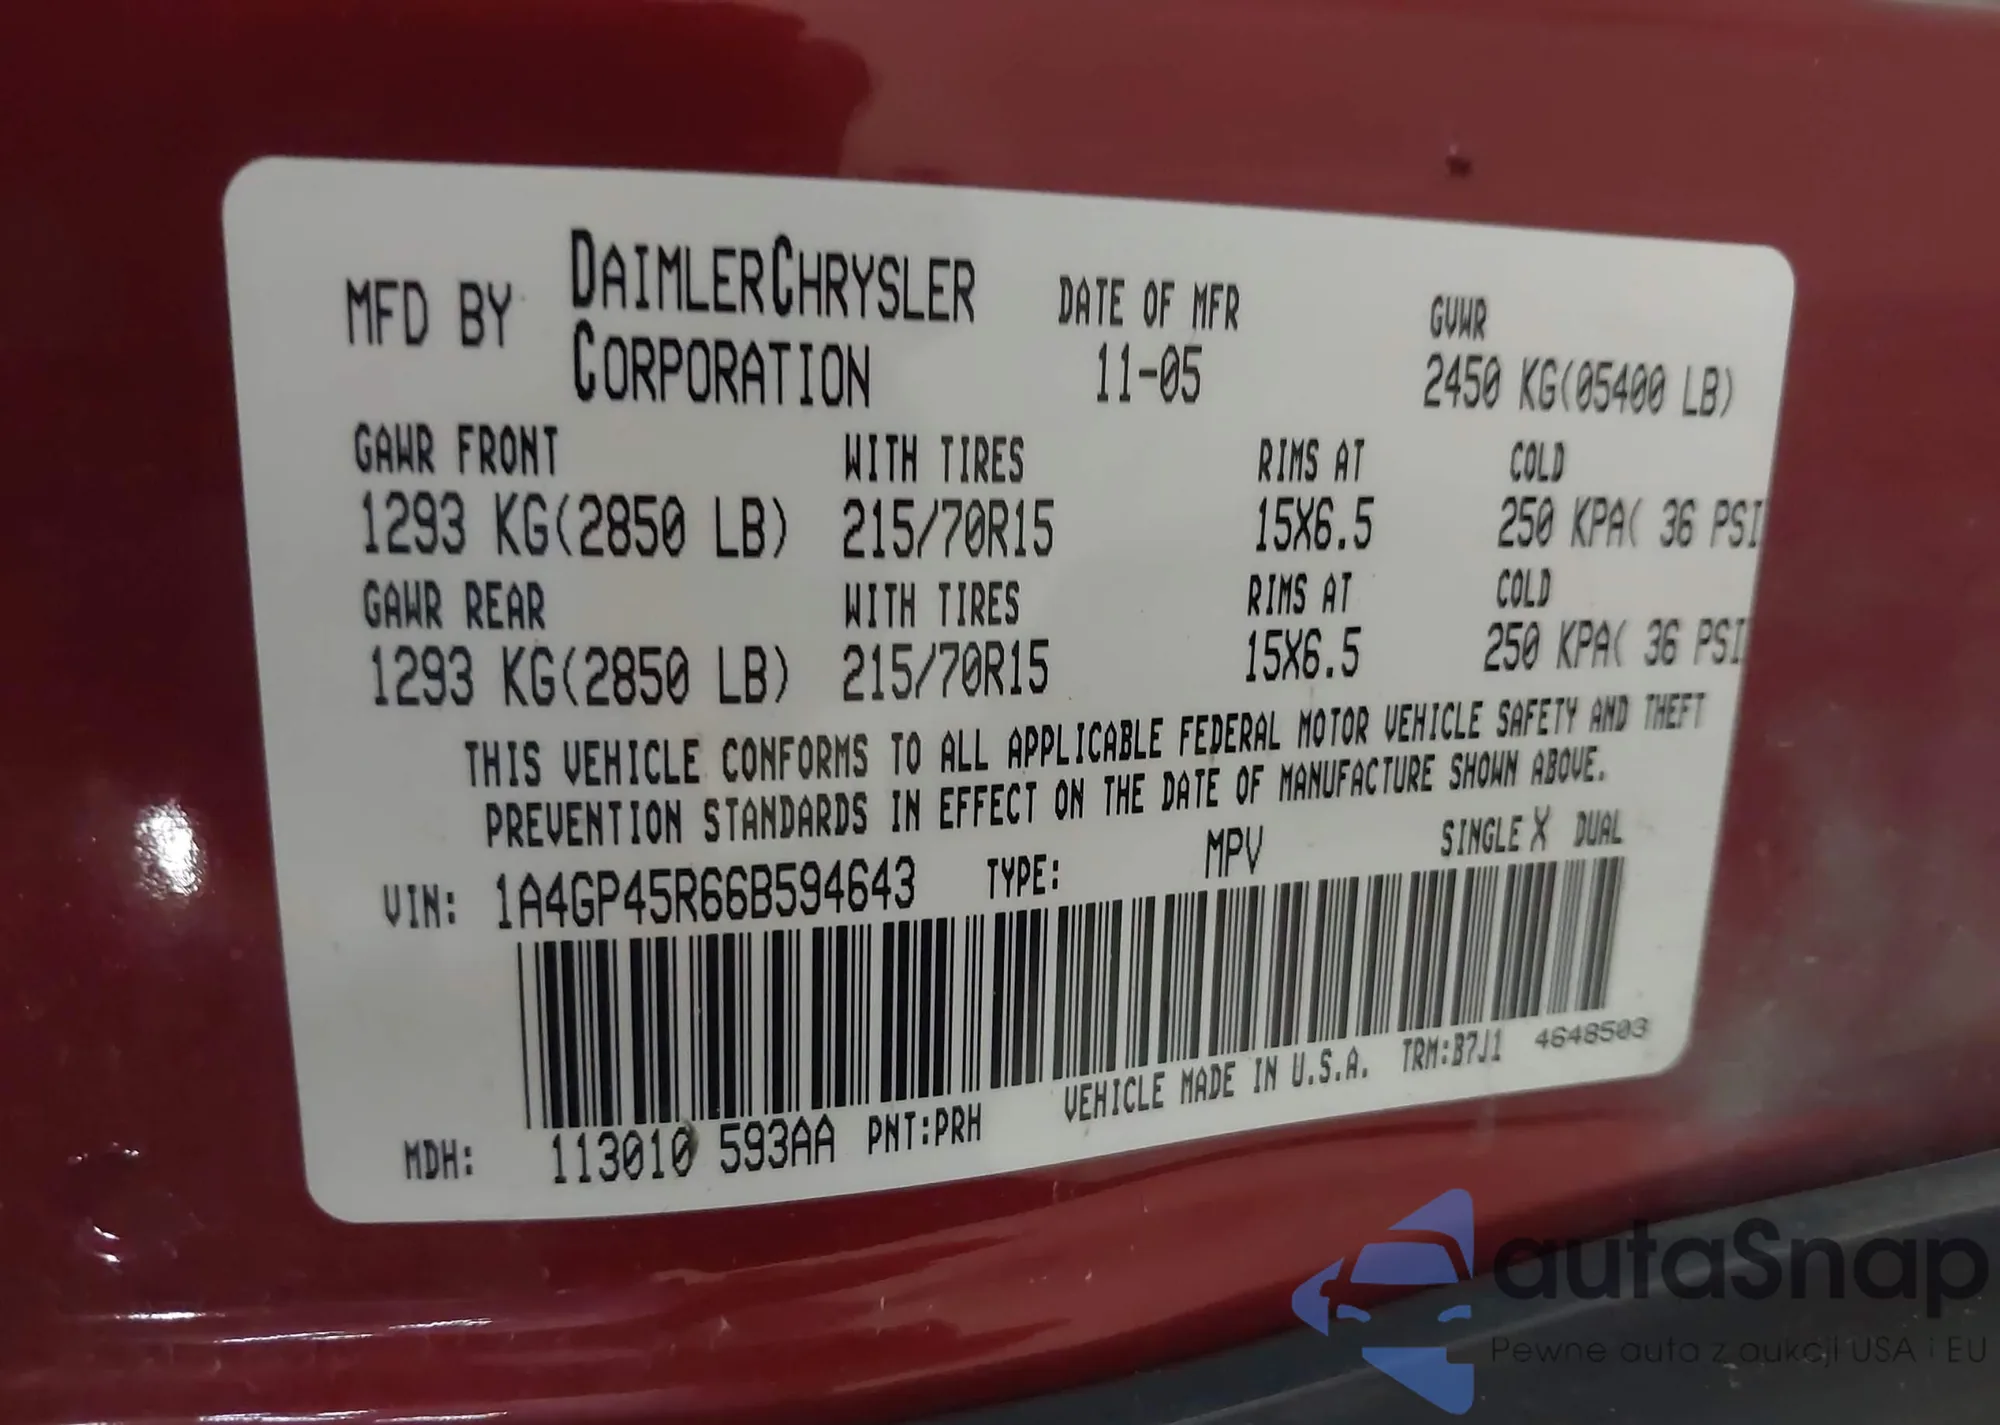 MFD BY DAIMLERCHRYSLER CORPORATION DATE OF MFR 11-05 GVWR 2450 KG(05400 LB)
GAWR FRONT WITH TIRES RIMS AT COLD
1293 KG(2850 LB) 215/70R15 15X6.5 250 KPA( 36 PSI
GAWR REAR WITH TIRES RIMS AT COLD
1293 KG(2850 LB) 215/70R15 15X6.5 250 KPA( 36 PSI
THIS VEHICLE CONFORMS TO ALL APPLICABLE FEDERAL MOTOR VEHICLE SAFETY AND THEFT
PREVENTION STANDARDS IN EFFECT ON THE DATE OF MANUFACTURE SHOWN ABOVE.
VIN: 1A4GP45R66B594643 TYPE: MPV SINGLE X DUAL
MDH: 113010 593AA PNT:PRH VEHICLE MADE IN U.S.A. TRM:B7J1 4648503
autaSnap
Pewne auta z aukcji USA i EU